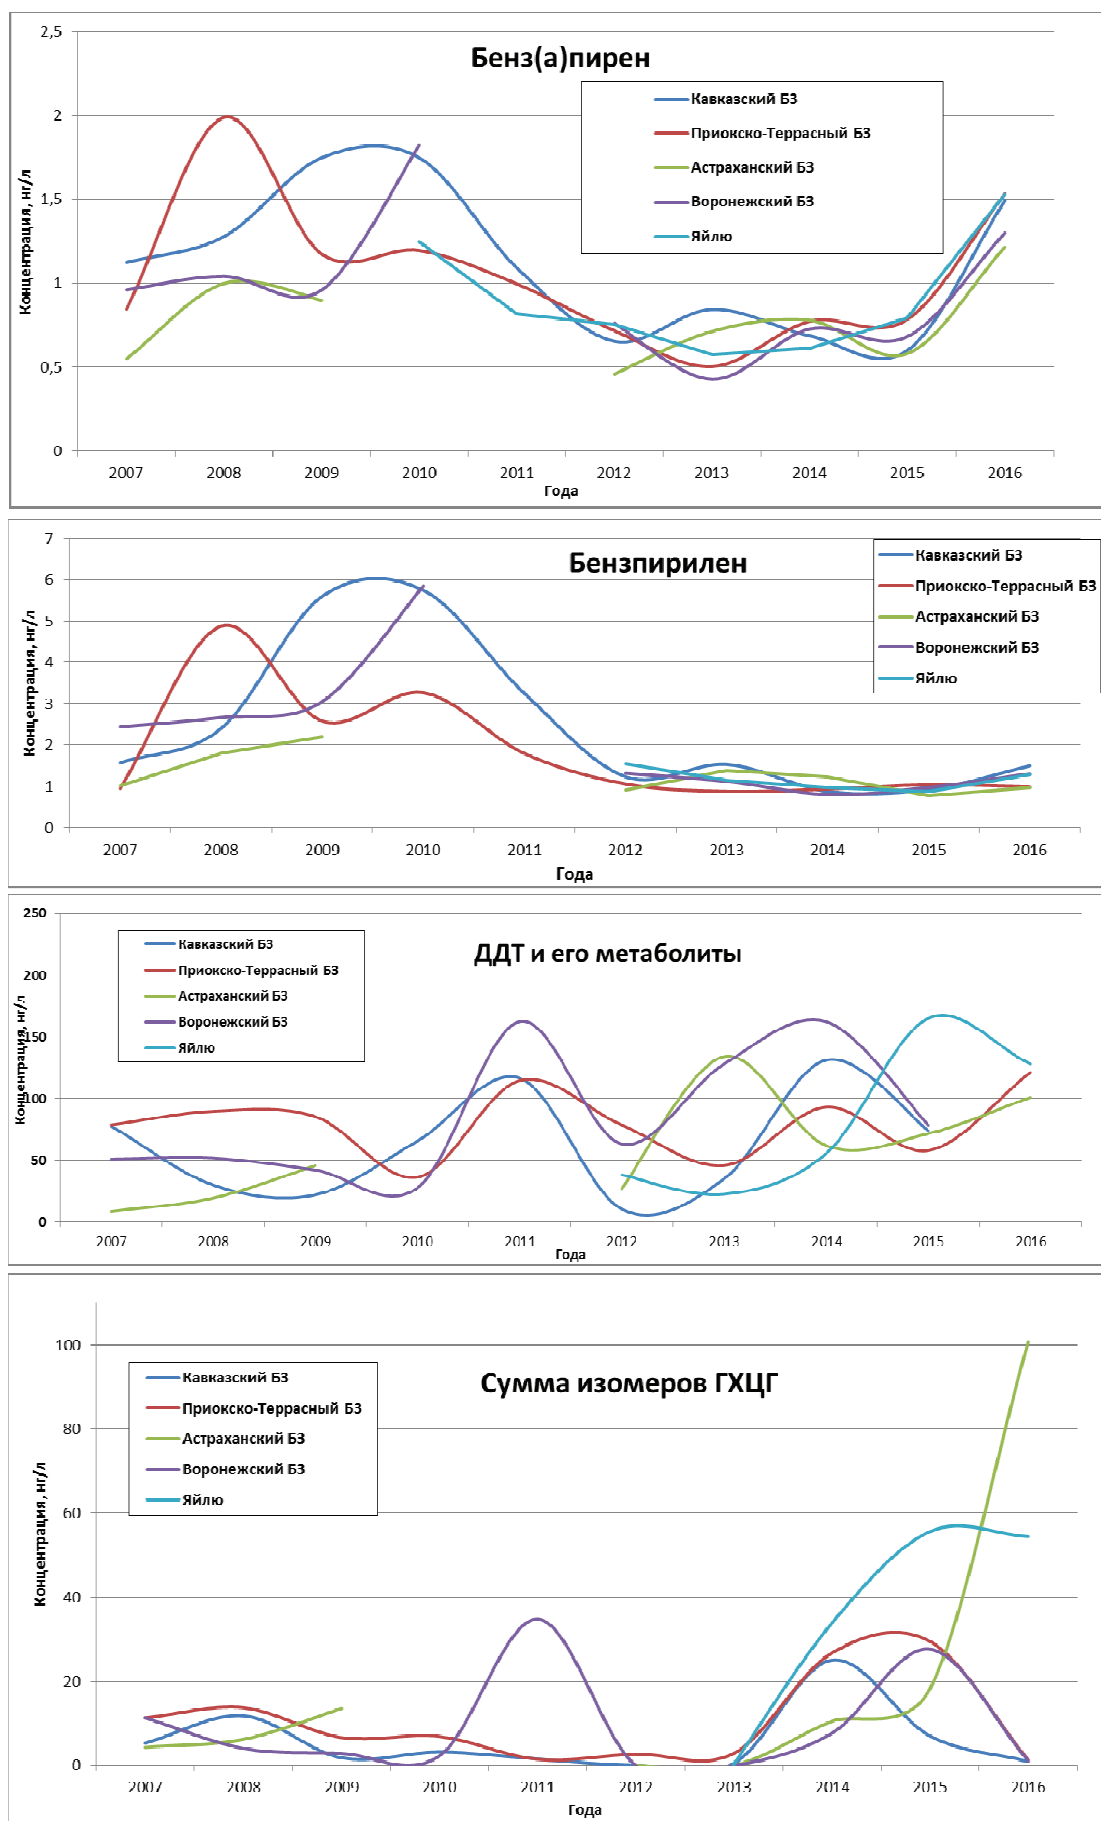 Бенз(а)пирен
Концентрация, нг/л
2,5
2
1,5
1
0,5
0
Кавказский БЗ
Приокско-Террасный БЗ
Астраханский БЗ
Воронежский БЗ
Яйлю
2007 2008 2009 2010 2011 2012 2013 2014 2015 2016
Года
Бензпирилен
Концентрация, нг/л
7
6
5
4
3
2
1
0
Кавказский БЗ
Приокско-Террасный БЗ
Астраханский БЗ
Воронежский БЗ
Яйлю
2007 2008 2009 2010 2011 2012 2013 2014 2015 2016
Года
ДДТ и его метаболиты
Концентрация, нг/л
250
200
150
100
50
0
Кавказский БЗ
Приокско-Террасный БЗ
Астраханский БЗ
Воронежский БЗ
Яйлю
2007 2008 2009 2010 2011 2012 2013 2014 2015 2016
Года
Сумма изомеров ГХЦГ
Концентрация, нг/л
100
80
60
40
20
0
Кавказский БЗ
Приокско-Террасный БЗ
Астраханский БЗ
Воронежский БЗ
Яйлю
2007 2008 2009 2010 2011 2012 2013 2014 2015 2016
Года